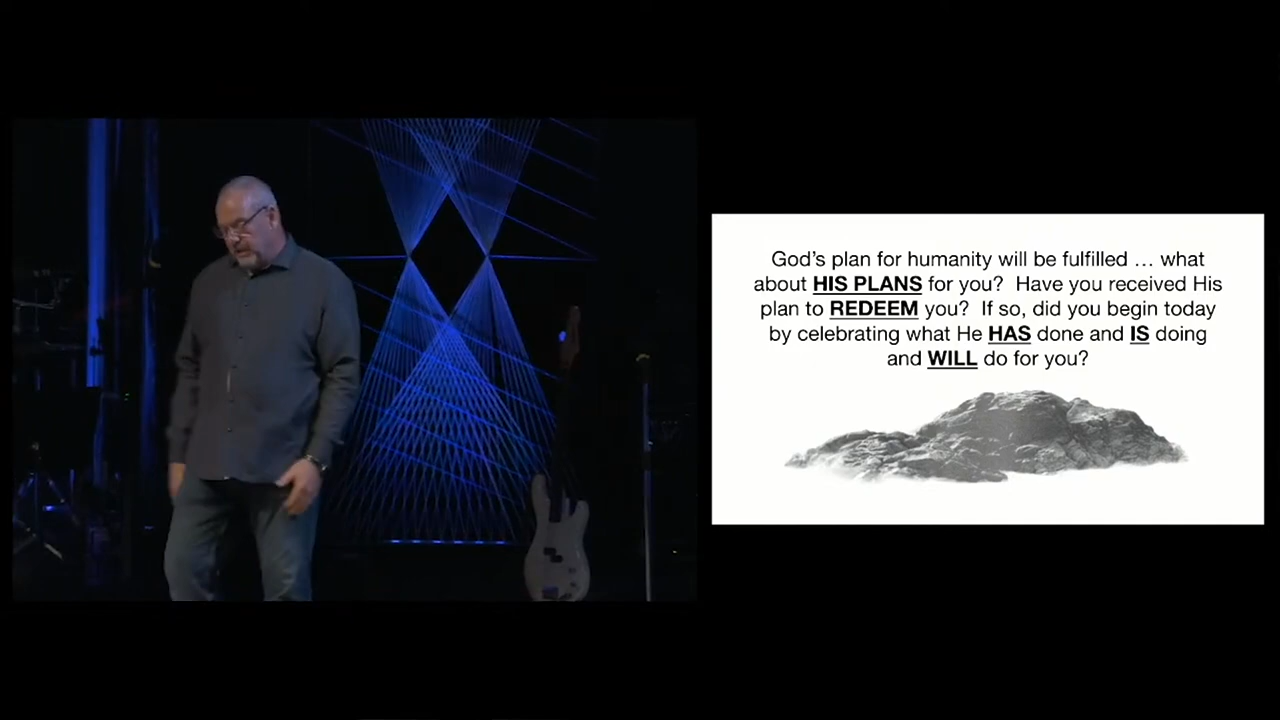 God’s plan for humanity will be fulfilled … what
about HIS PLANS for you?  Have you received His
plan to REDEEM you?  If so, did you begin today
by celebrating what He HAS done and IS doing
and WILL do for you?